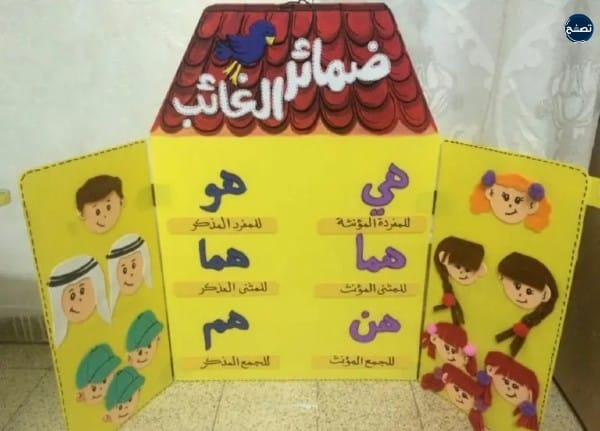 تصفح
ضمائر الغائب
هي
للمفردة المؤنثة
هما
للمثنى المؤنث
هن
للجمع المؤنث
هو
للمفرد المذكر
هما
للمثنى المذكر
هم
للجمع المذكر